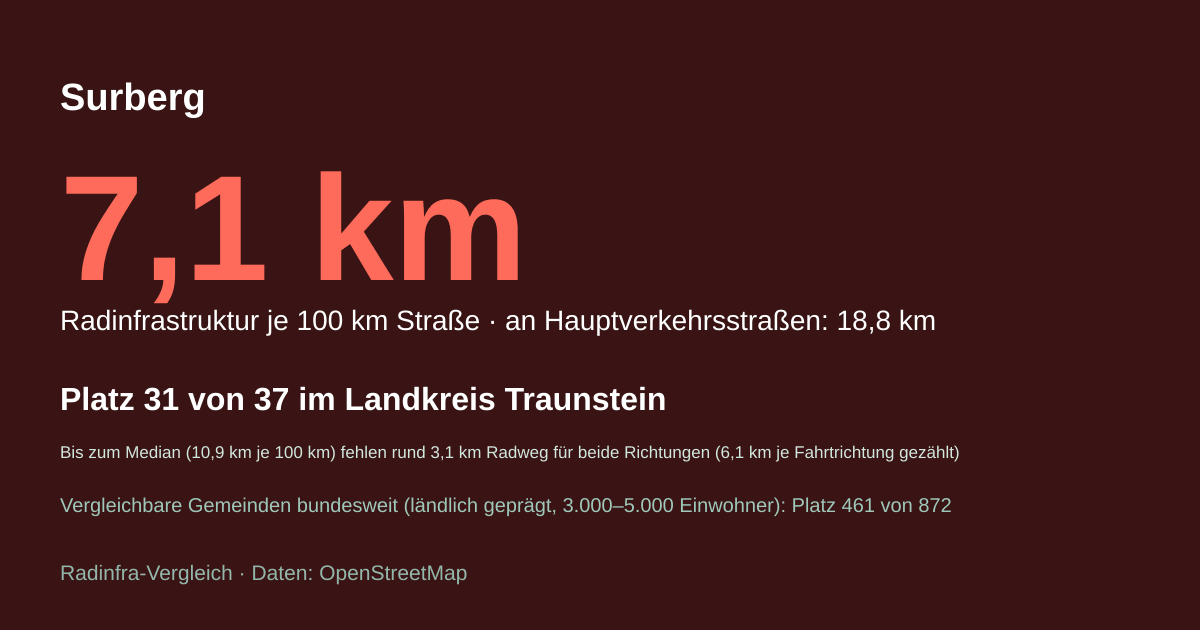 Surberg
7,1 km
Radinfrastruktur je 100 km Straße · an Hauptverkehrsstraßen: 18,8 km
Platz 31 von 37 im Landkreis Traunstein
Bis zum Median (10,9 km je 100 km) fehlen rund 3,1 km Radweg für beide Richtungen (6,1 km je Fahrtrichtung gezählt)
Vergleichbare Gemeinden bundesweit (ländlich geprägt, 3.000–5.000 Einwohner): Platz 461 von 872
Radinfra-Vergleich · Daten: OpenStreetMap